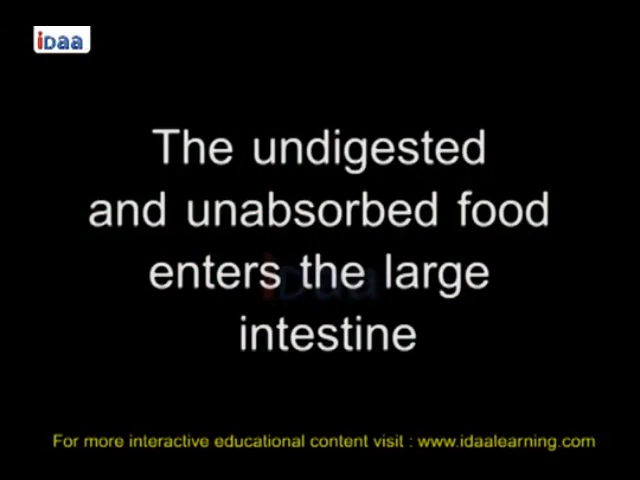 iDaa
The undigested
and unabsorbed food
enters the large
iDaa
intestine
For more interactive educational content visit : www.idaalearning.com